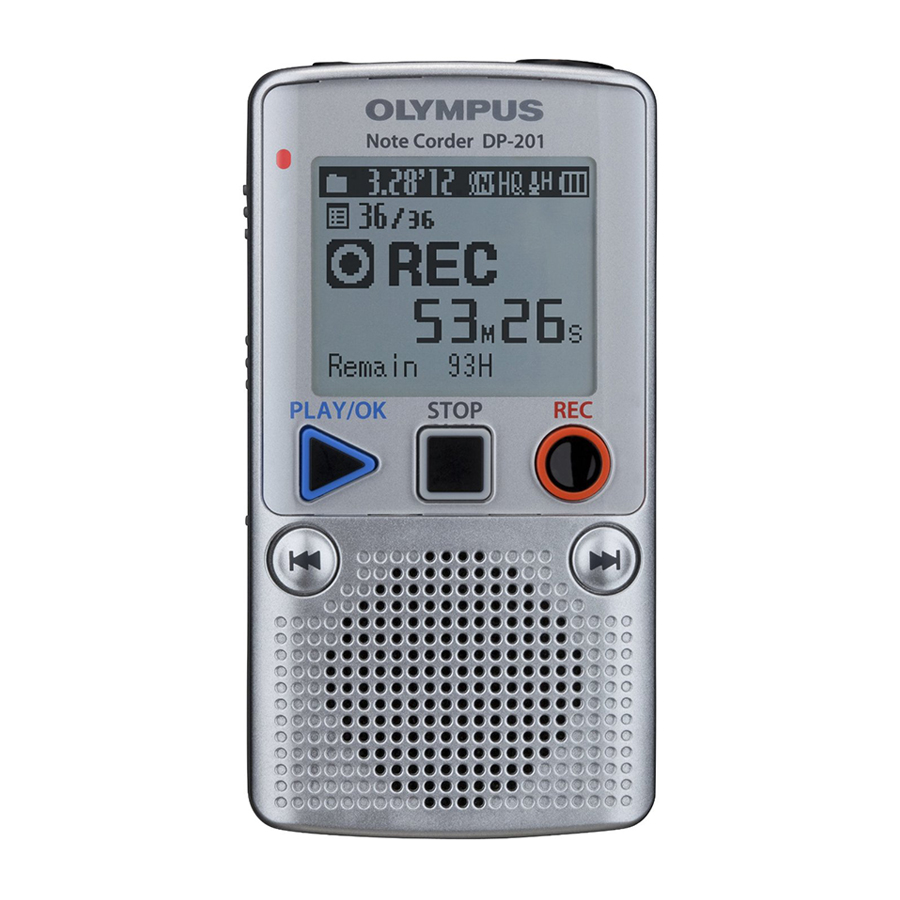 OLYMPUS
Note Corder DP-201
3.28'12 HQ H
36/36
REC
53M26S
Remain 93H
PLAY/OK STOP REC